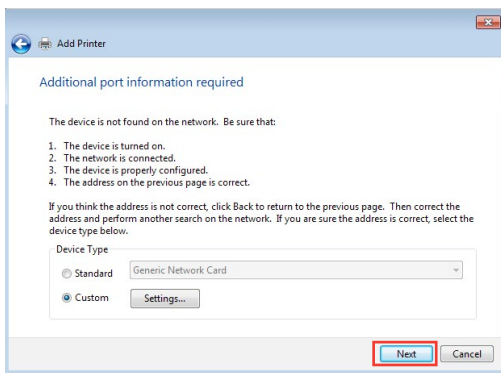 Add Printer
Additional port information required
The device is not found on the network. Be sure that:
1. The device is turned on.
2. The network is connected.
3. The device is properly configured.
4. The address on the previous page is correct.
If you think the address is not correct, click Back to return to the previous page. Then correct the
address and perform another search on the network. If you are sure the address is correct, select the
device type below.
Device Type
Standard Generic Network Card
Custom Settings...
Next Cancel